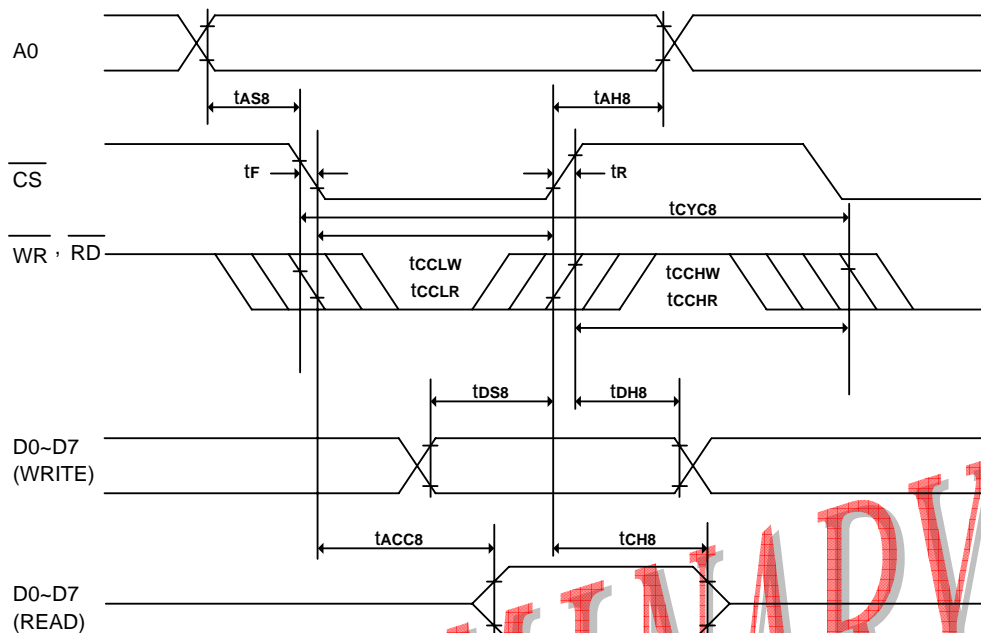 A0
tAS8 tAH8
CS tF tR
tCYC8
WR , RD
tCCLW tCCHW
tCCLR tCCHR
tDS8 tDH8
D0~D7
(WRITE)
tACC8 tCH8
D0~D7
(READ)